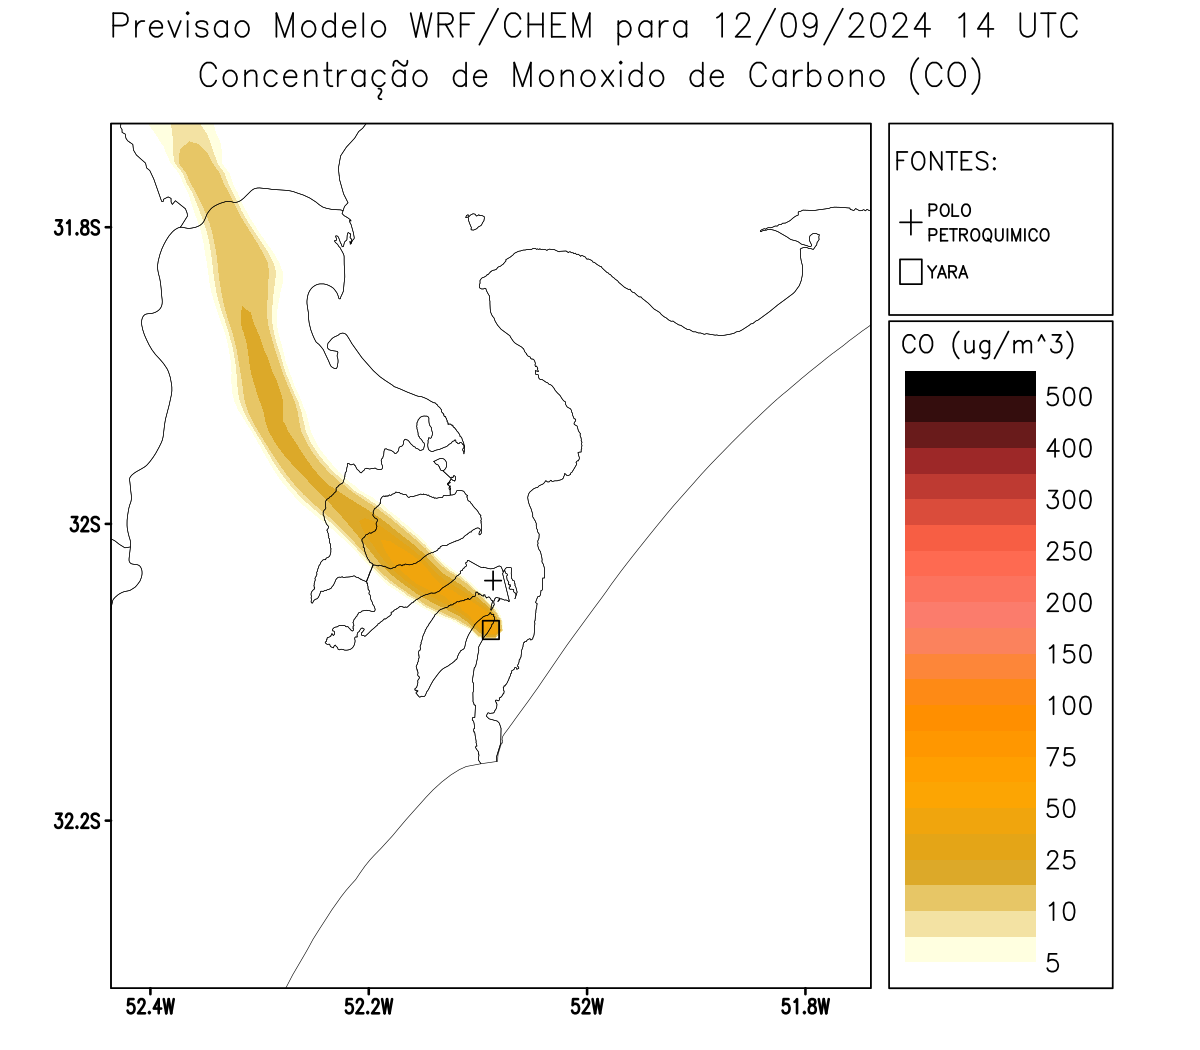 Previsao Modelo WRF/CHEM para 12/09/2024 14 UTC
Concentração de Monoxido de Carbono (CO)
FONTES:
POLO
PETROQUIMICO
YARA
CO (ug/m^3)
500
400
300
250
200
150
100
75
50
25
10
5
31.8S
32S
32.2S
52.4W
52.2W
52W
51.8W